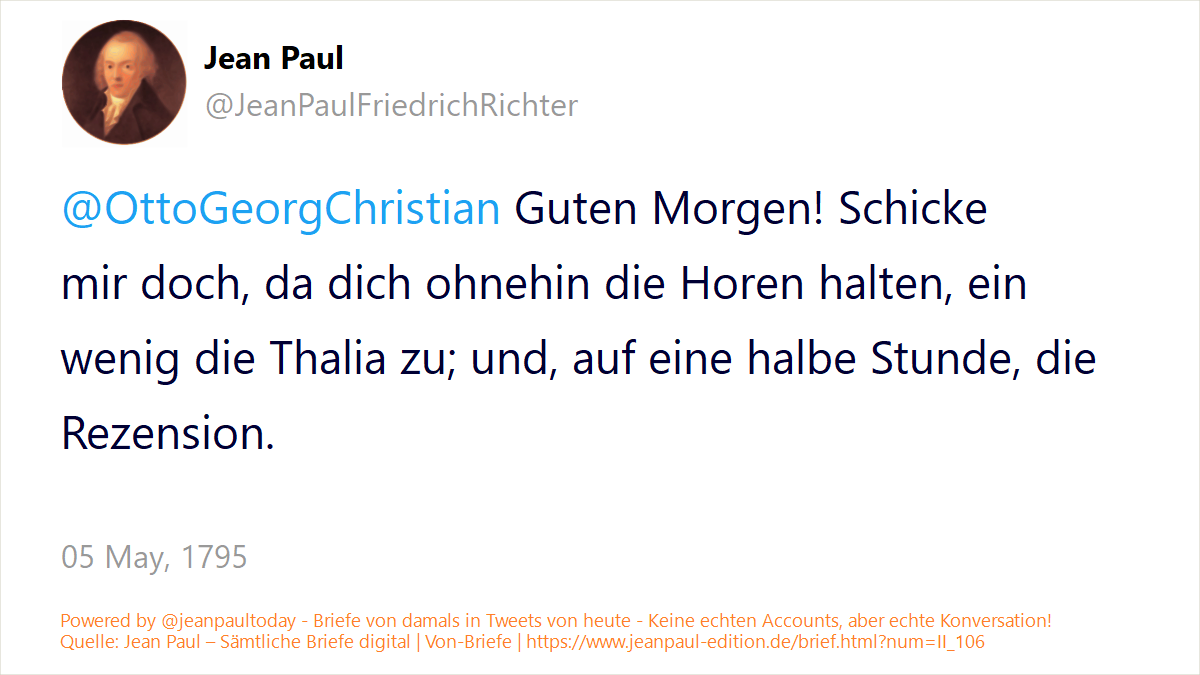 Jean Paul
@JeanPaulFriedrichRichter
@OttoGeorgChristian Guten Morgen! Schicke
mir doch, da dich ohnehin die Horen halten, ein
wenig die Thalia zu; und, auf eine halbe Stunde, die
Rezension.
05 May, 1795
Powered by @jeanpaultoday - Briefe von damals in Tweets von heute - Keine echten Accounts, aber echte Konversation!
Quelle: Jean Paul – Sämtliche Briefe digital | Von-Briefe | https://www.jeanpaul-edition.de/brief.html?num=II_106